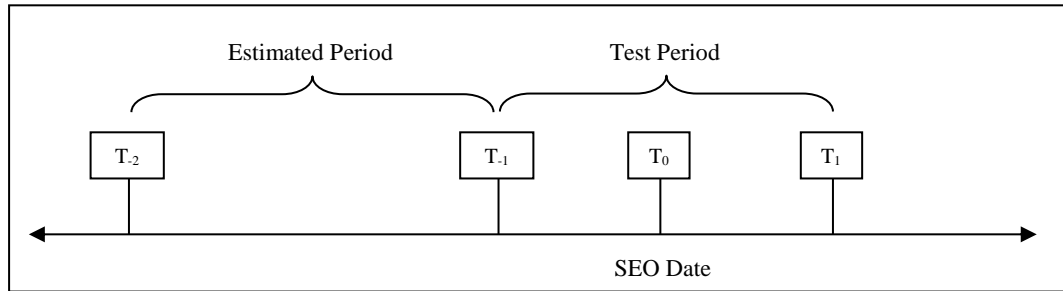 Estimated Period Test Period
T-2 T-1 T0 T1
SEO Date